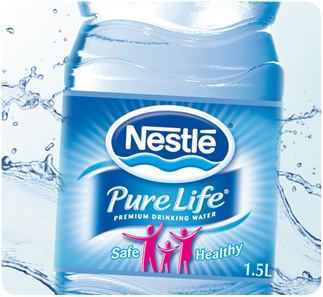 Nestlé
Pure Life®
PREMIUM DRINKING WATER
Safe Healthy
1.5L